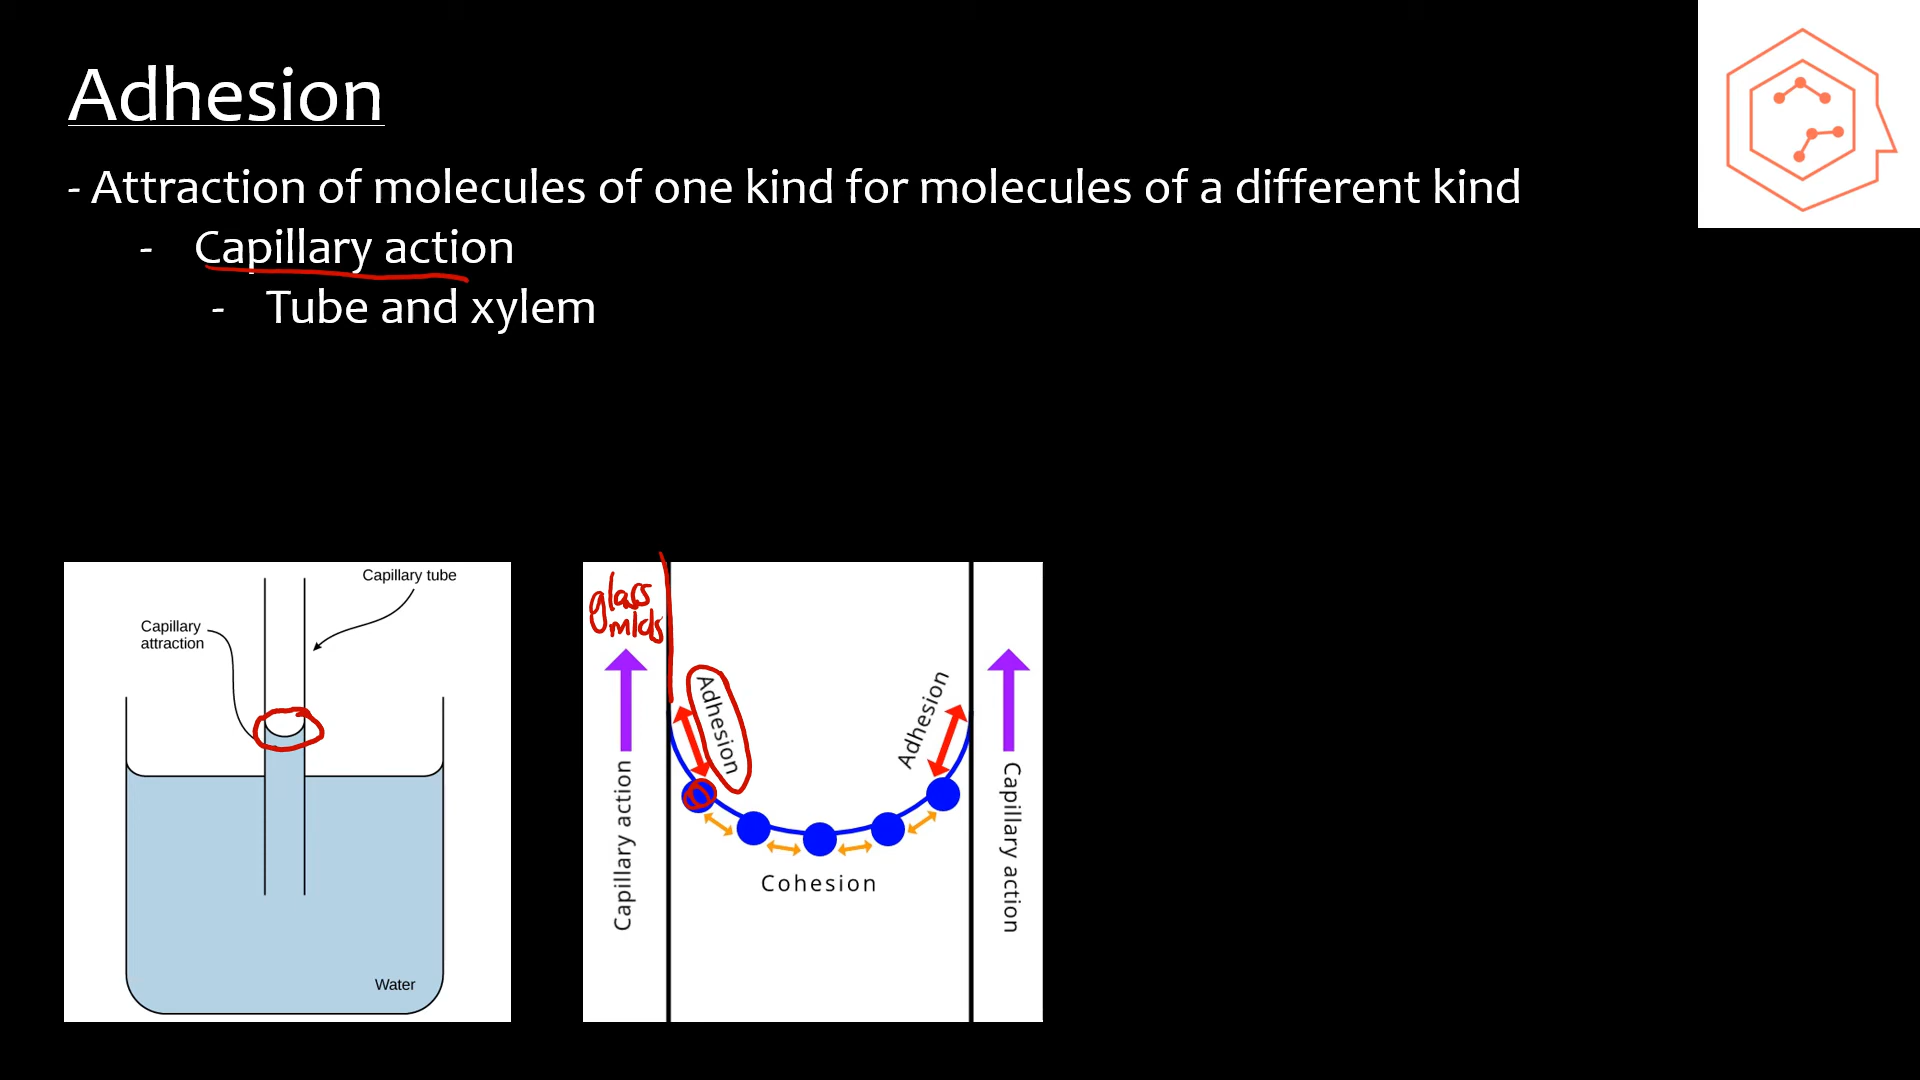 Adhesion
- Attraction of molecules of one kind for molecules of a different kind
- Capillary action
- Tube and xylem
Capillary tube
Capillary
attraction
Water
glass
mlcls
Capillary action
Adhesion
Cohesion
Adhesion
Capillary action